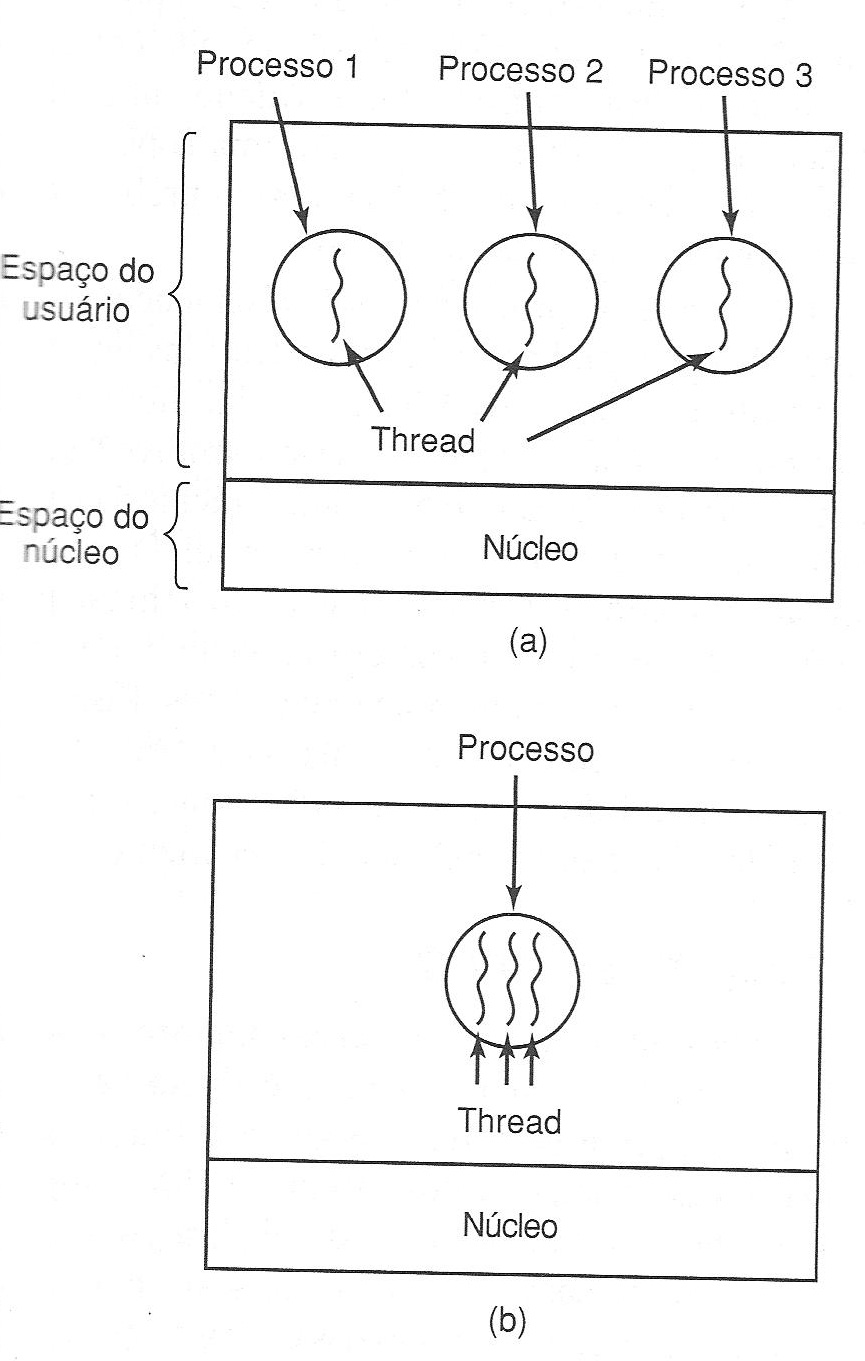 Processo 1
Processo 2
Processo 3
Espaço do
usuário
Thread
Espaço do
núcleo
Núcleo
(a)
Processo
Thread
Núcleo
(b)